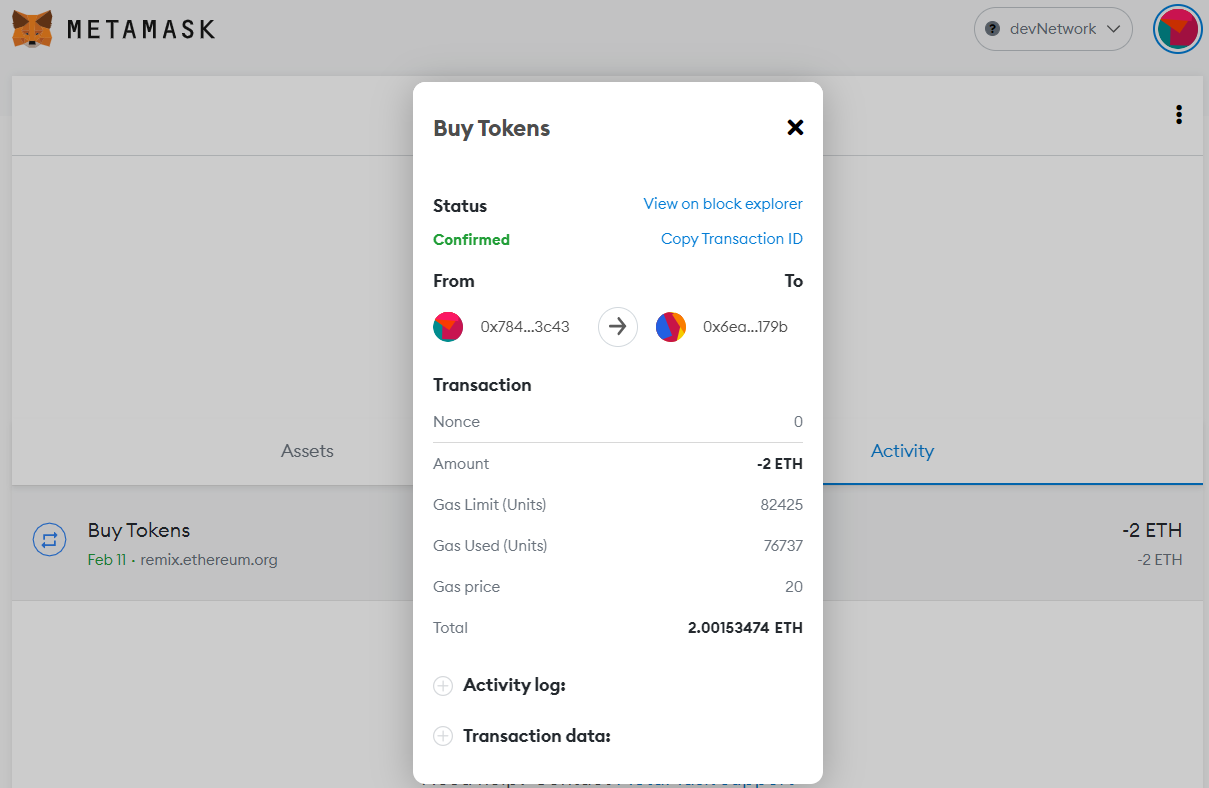 METAMASK
devNetwork
Buy Tokens
Status
View on block explorer
Confirmed
Copy Transaction ID
From
To
0x784...3c43
0x6ea...179b
Transaction
Nonce
0
Amount
-2 ETH
Gas Limit (Units)
82425
Gas Used (Units)
76737
Gas price
20
Total
2.00153474 ETH
Activity log:
Transaction data:
Assets
Activity
Buy Tokens
-2 ETH
Feb 11 · remix.ethereum.org
-2 ETH